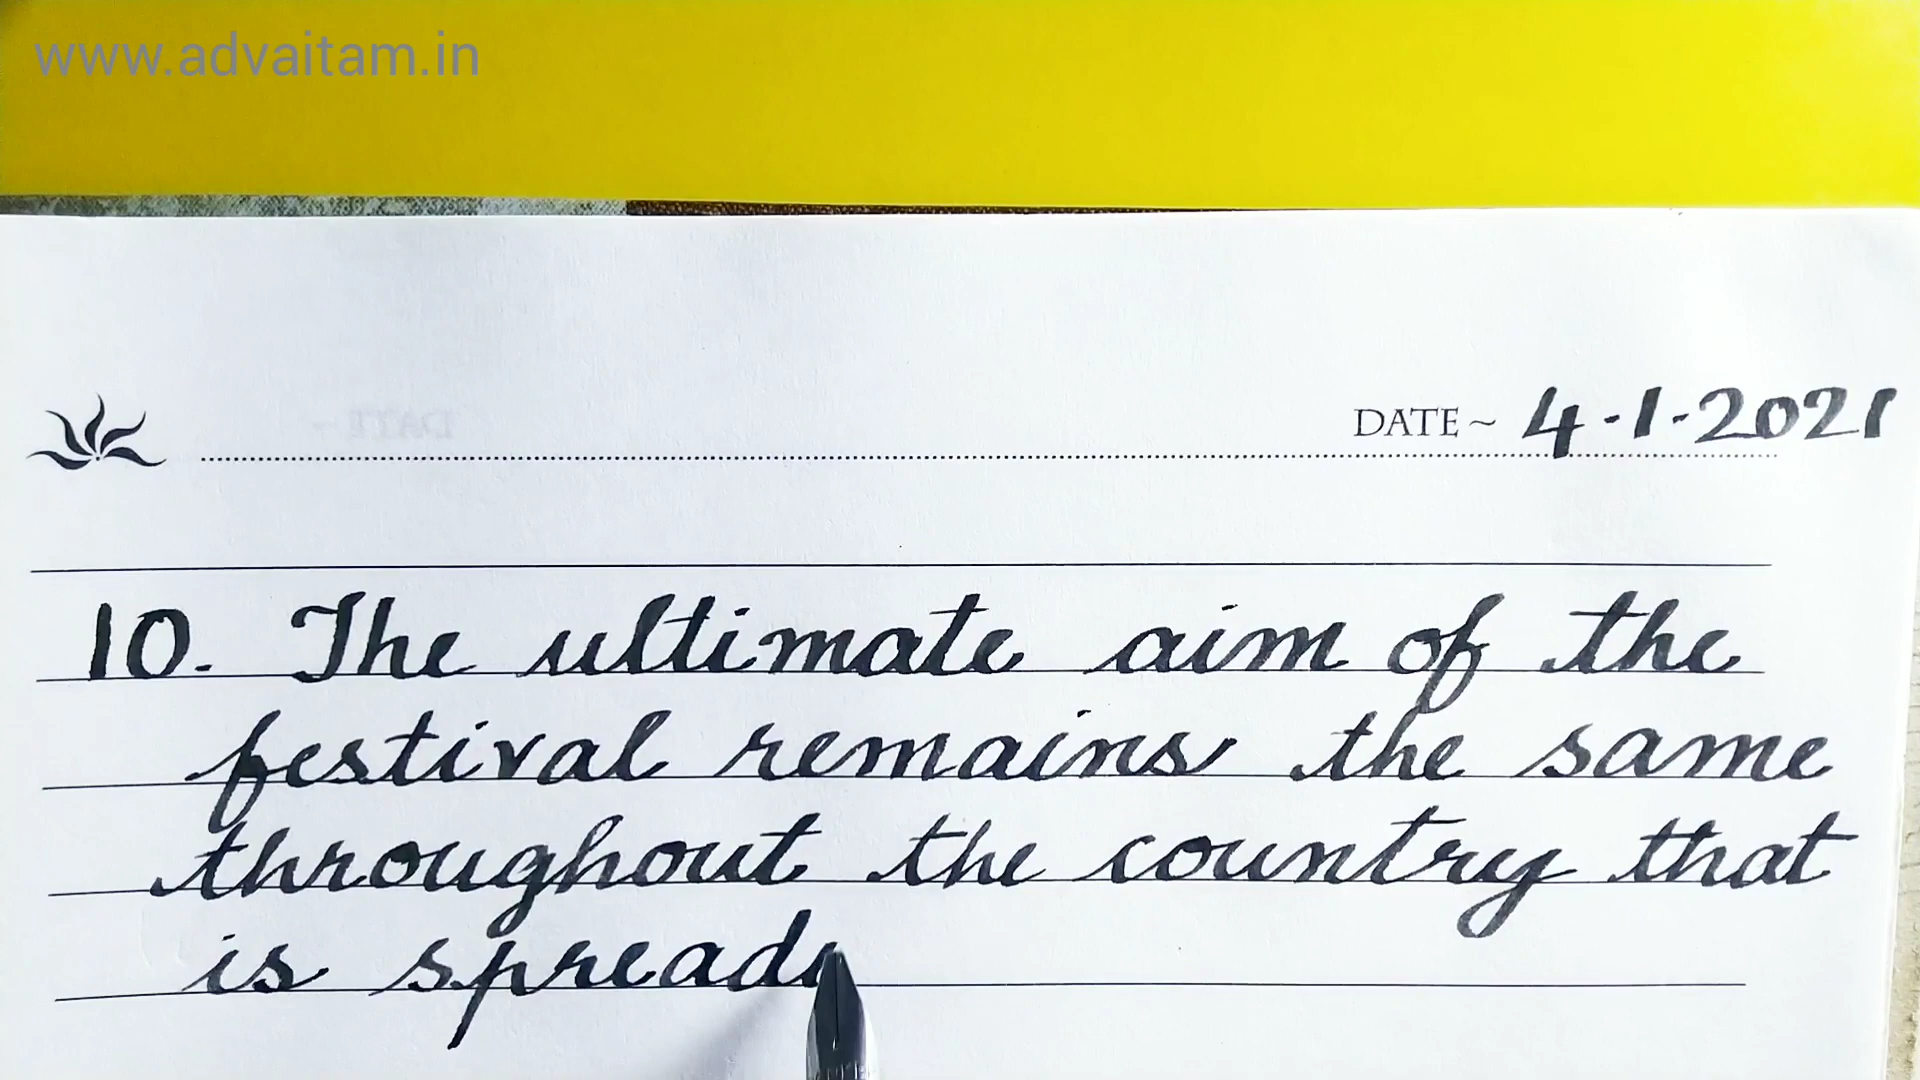 www.advaitam.in
DATE~ 4-1-2021
10. The ultimate aim of the
festival remains the same
throughout the country that
is spread